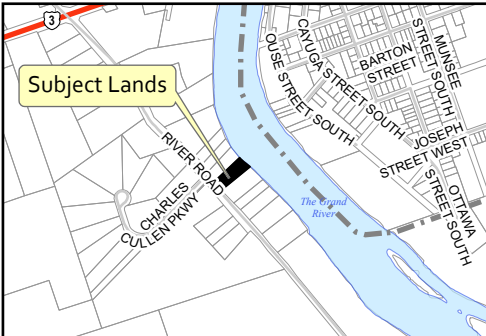 3
Subject Lands
RIVER ROAD
CHARLES
CULLEN PKWY
OUSE STREET SOUTH
CAYUGA STREET SOUTH
BARTON
STREET
MUNSEE
STREET SOUTH
JOSEPH
STREET WEST
OTTAWA
STREET SOUTH
The Grand
River